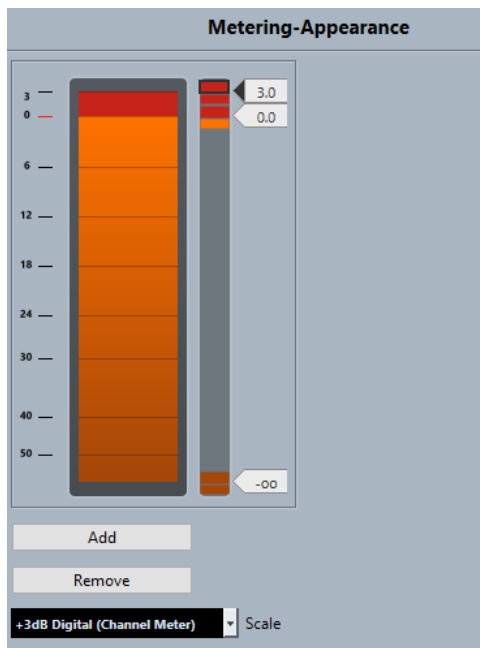 Metering-Appearance
3
0
6
12
18
24
30
40
50
3.0
0.0
-oo
Add
Remove
+3dB Digital (Channel Meter)
Scale